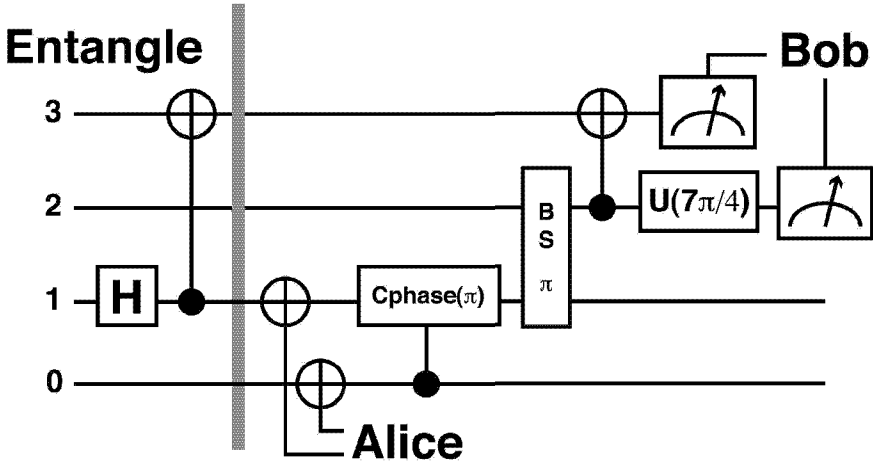 Entangle
Bob
3
2
B
S
π
U(7π/4)
1
H
Cphase(π)
0
Alice